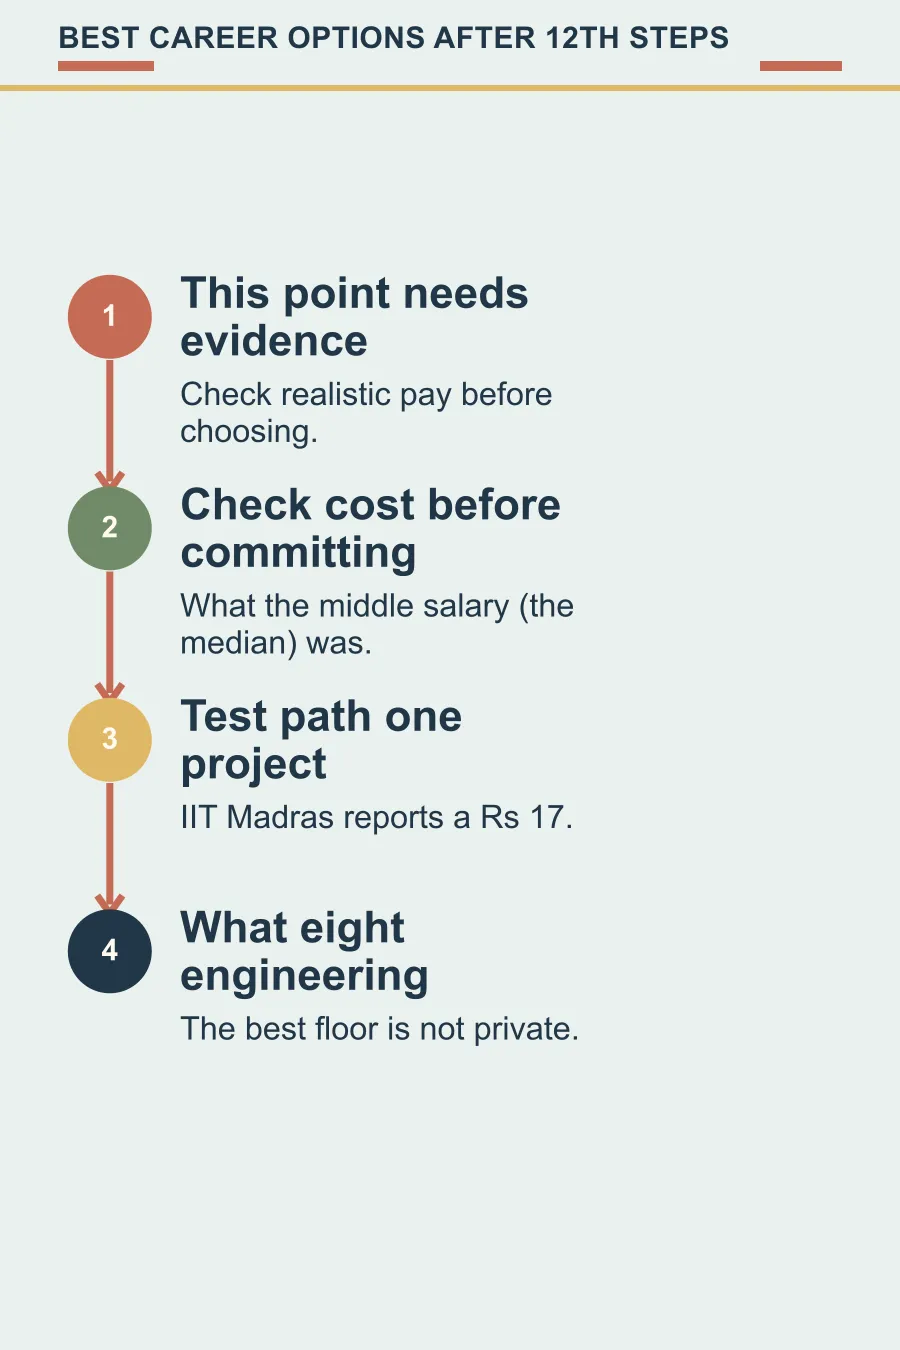 BEST CAREER OPTIONS AFTER 12TH STEPS
1
This point needs
evidence
Check realistic pay before
choosing.
2
Check cost before
committing
What the middle salary (the
median) was.
3
Test path one
project
IIT Madras reports a Rs 17.
4
What eight
engineering
The best floor is not private.